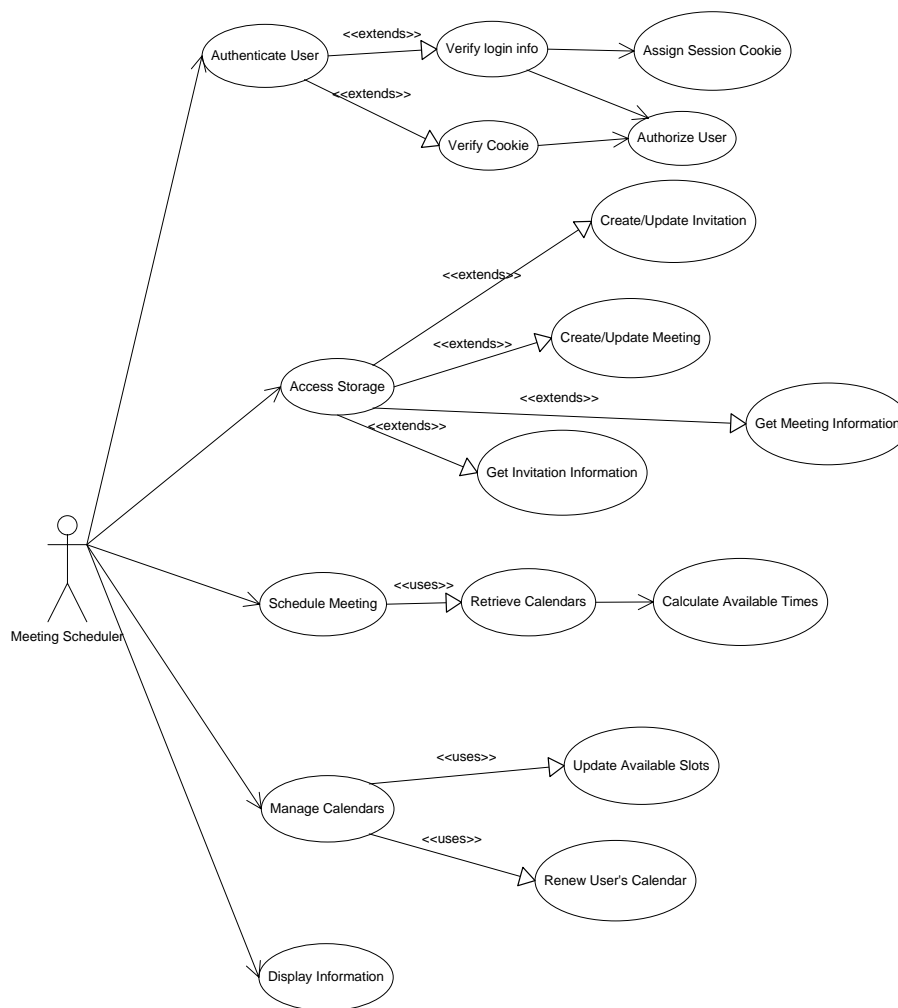 <<extends>>
Authenticate User
Verify login info
Assign Session Cookie
<<extends>>
Verify Cookie
Authorize User
Create/Update Invitation
<<extends>>
<<extends>>
Create/Update Meeting
Access Storage
<<extends>>
Get Meeting Information
<<extends>>
Get Invitation Information
<<uses>>
Schedule Meeting
Retrieve Calendars
Calculate Available Times
Meeting Scheduler
<<uses>>
Update Available Slots
Manage Calendars
<<uses>>
Renew User's Calendar
Display Information